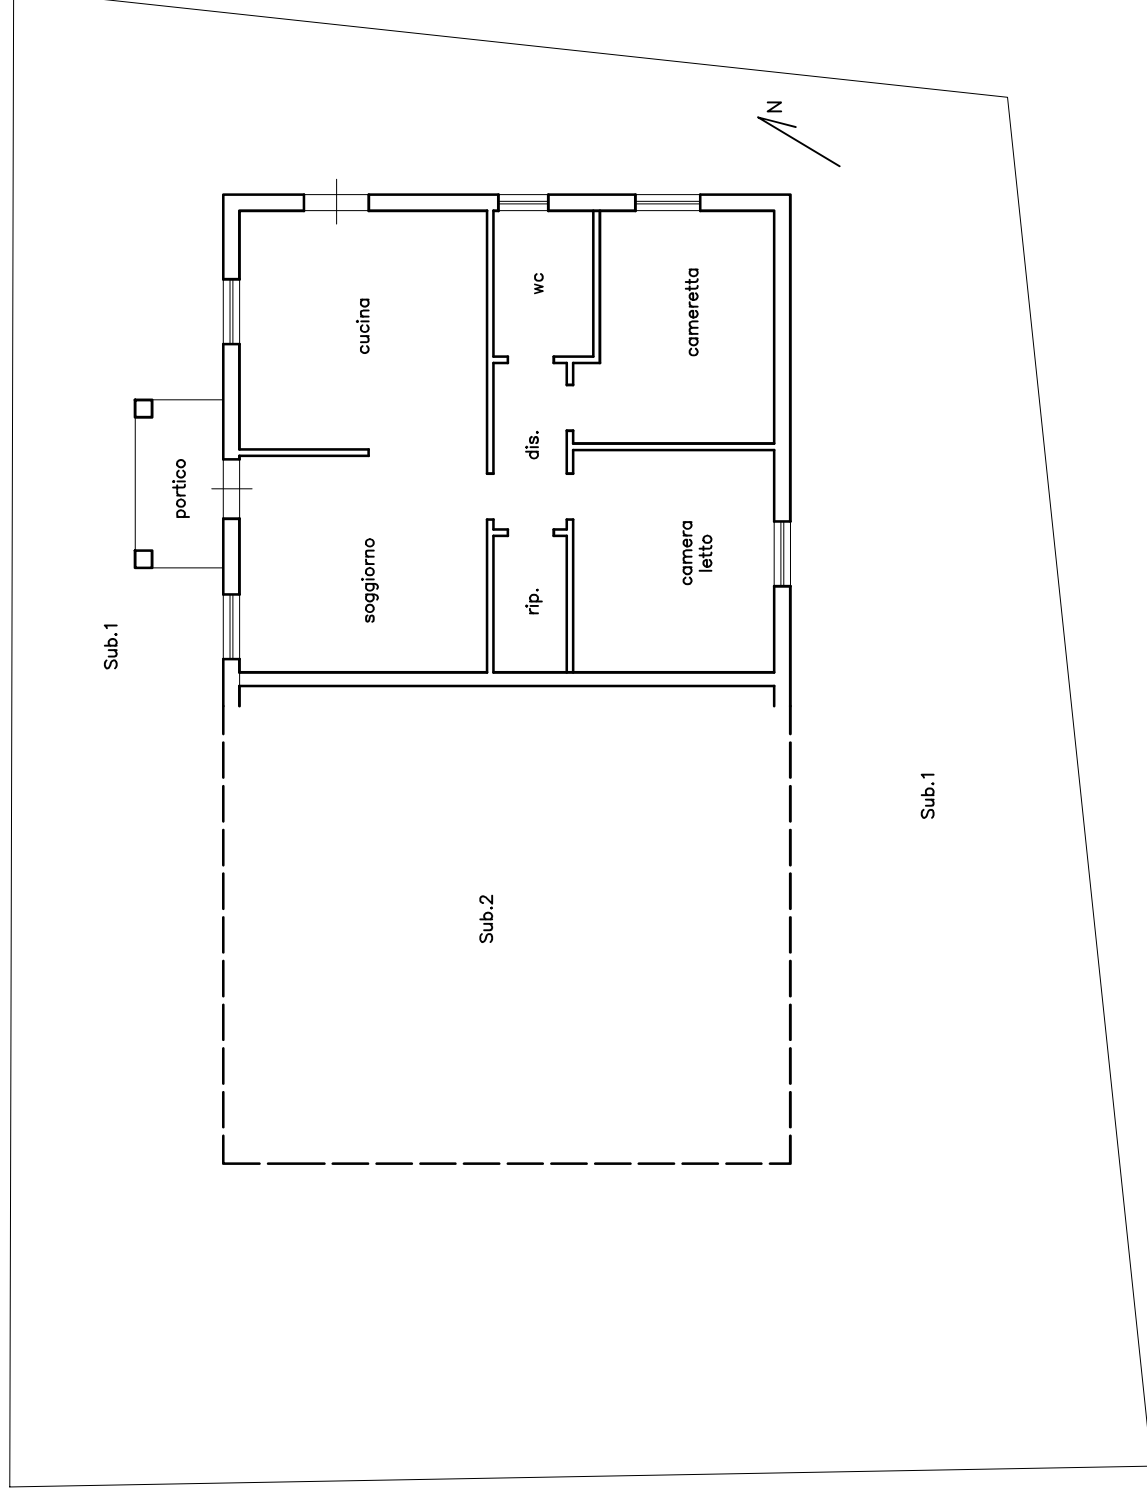 N
wc
cucina
cameretta
dis.
portico
soggiorno
camera
letto
rip.
Sub.1
Sub.1
Sub.2